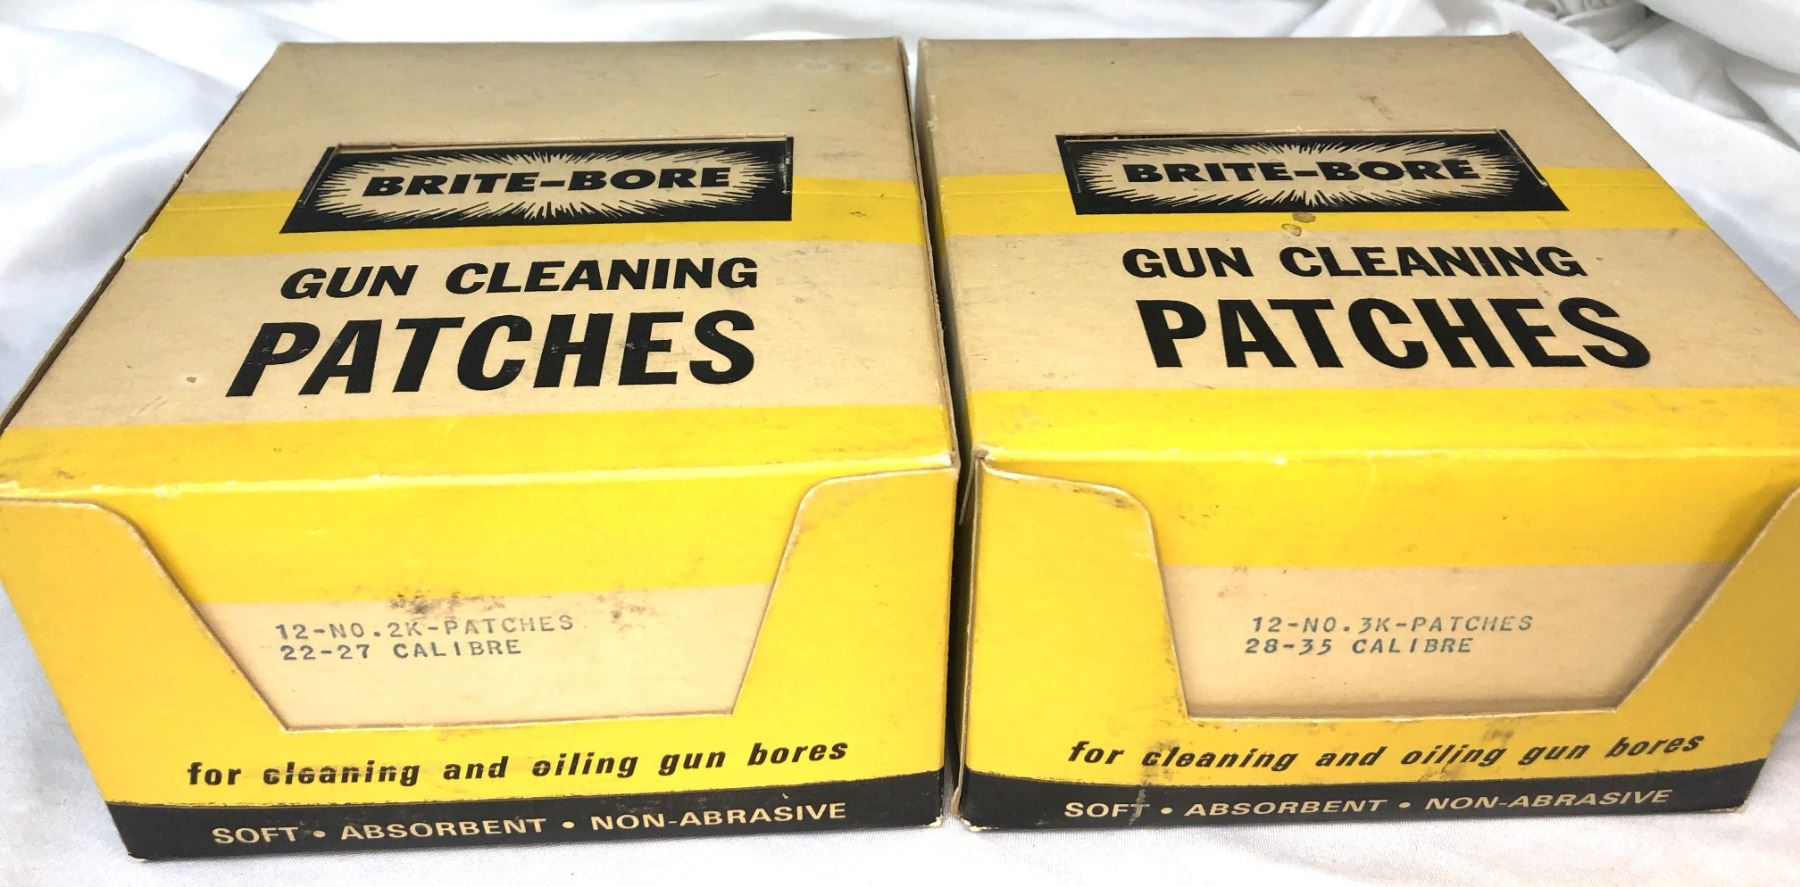 BRITE-BORE
GUN CLEANING
PATCHES
12-NO.2K-PATCHES
22-27 CALIBRE
for cleaning and oiling gun bores
SOFT • ABSORBENT • NON-ABRASIVE
BRITE-BORE
GUN CLEANING
PATCHES
12-NO.3K-PATCHES
28-35 CALIBRE
for cleaning and oiling gun bores
SOFT • ABSORBENT • NON-ABRASIVE